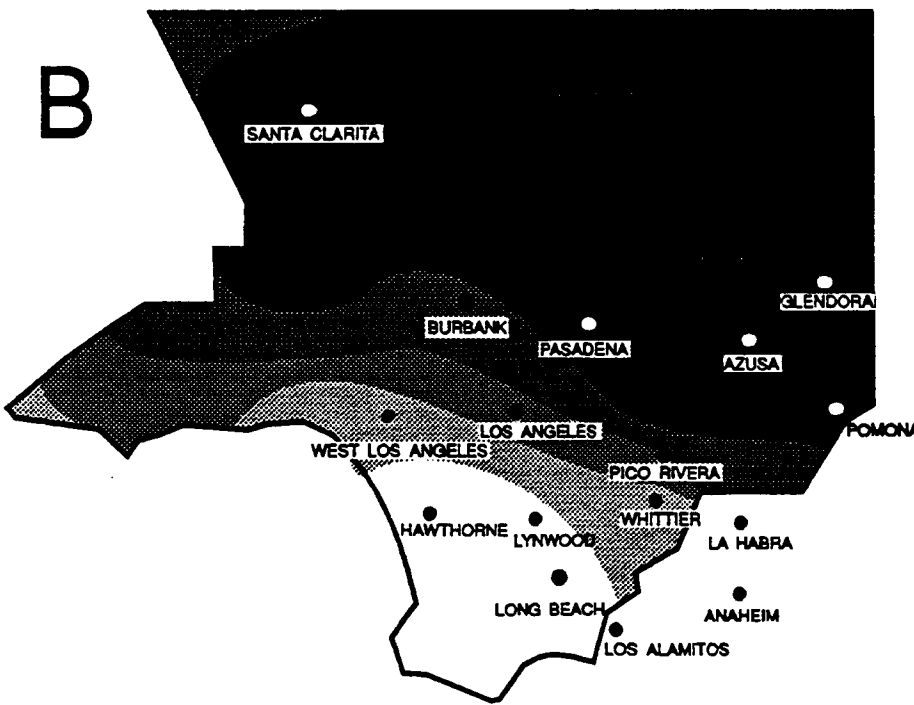 B
SANTA CLARITA
GLENDORA
BURBANK
PASADENA
AZUSA
LOS ANGELES
POMONA
WEST LOS ANGELES
PICO RIVERA
WHITTIER
HAWTHORNE
LYNWOOD
LA HABRA
LONG BEACH
ANAHEIM
LOS ALAMITOS